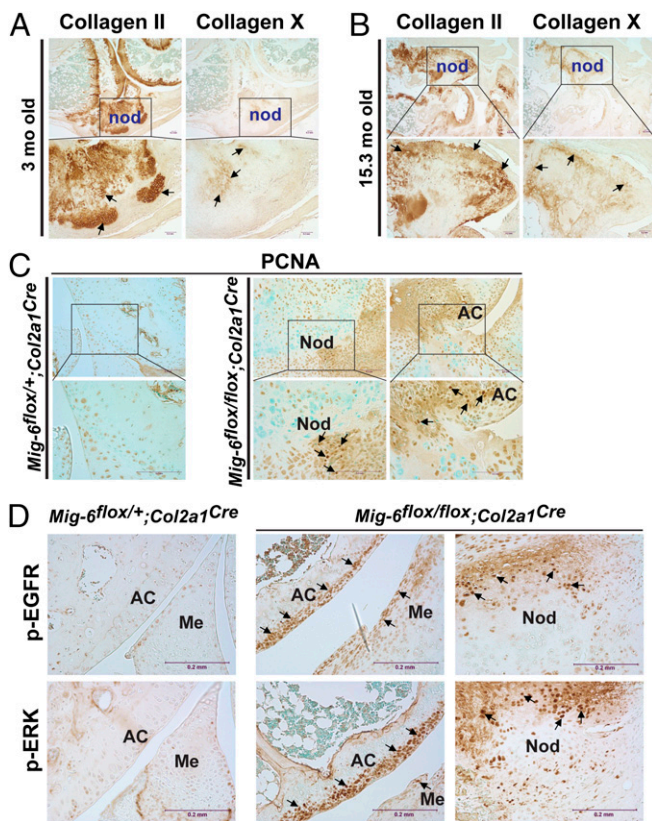 A
Collagen II Collagen X
3 mo old
nod nod
B
Collagen II Collagen X
15.3 mo old
nod nod
C
PCNA
Mig-6flox/+;Col2a1Cre
Mig-6flox/flox;Col2a1Cre
Nod AC
Nod AC
D
Mig-6flox/+;Col2a1Cre Mig-6flox/flox;Col2a1Cre
p-EGFR
AC Me AC Me Nod
0.2 mm 0.2 mm 0.2 mm
p-ERK
AC Me AC Me Nod
0.2 mm 0.2 mm 0.2 mm